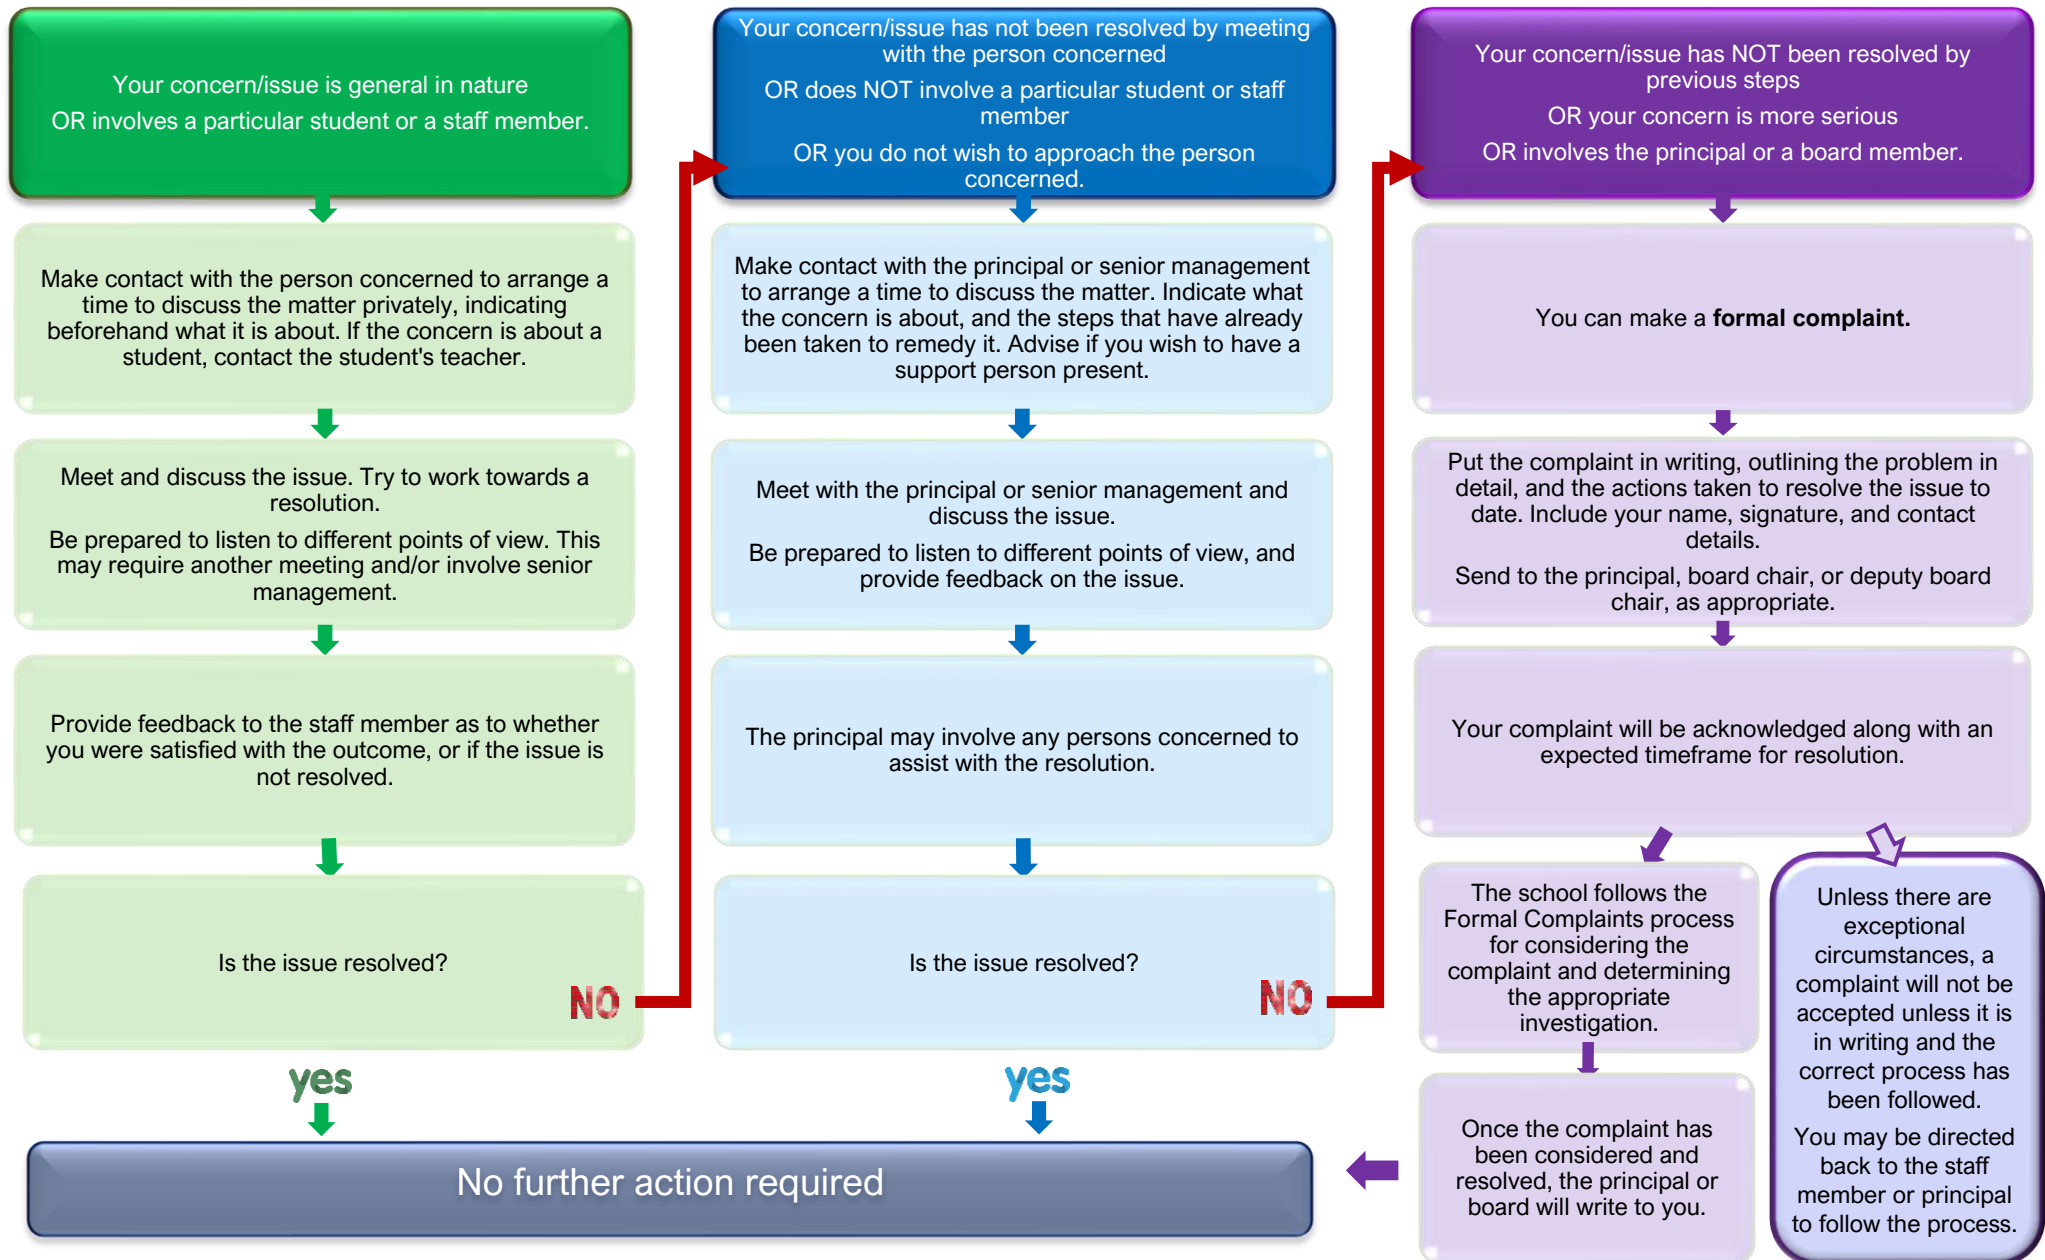 Your concern/issue is general in nature
OR involves a particular student or a staff member.
Make contact with the person concerned to arrange a
time to discuss the matter privately, indicating
beforehand what it is about. If the concern is about a
student, contact the student's teacher.
Meet and discuss the issue. Try to work towards a
resolution.
Be prepared to listen to different points of view. This
may require another meeting and/or involve senior
management.
Provide feedback to the staff member as to whether
you were satisfied with the outcome, or if the issue is
not resolved.
Is the issue resolved?
NO
yes
Your concern/issue has not been resolved by meeting
with the person concerned
OR does NOT involve a particular student or staff
member
OR you do not wish to approach the person
concerned.
Make contact with the principal or senior management
to arrange a time to discuss the matter. Indicate what
the concern is about, and the steps that have already
been taken to remedy it. Advise if you wish to have a
support person present.
Meet with the principal or senior management and
discuss the issue.
Be prepared to listen to different points of view, and
provide feedback on the issue.
The principal may involve any persons concerned to
assist with the resolution.
Is the issue resolved?
NO
yes
Your concern/issue has NOT been resolved by
previous steps
OR your concern is more serious
OR involves the principal or a board member.
You can make a formal complaint.
Put the complaint in writing, outlining the problem in
detail, and the actions taken to resolve the issue to
date. Include your name, signature, and contact
details.
Send to the principal, board chair, or deputy board
chair, as appropriate.
Your complaint will be acknowledged along with an
expected timeframe for resolution.
The school follows the
Formal Complaints process
for considering the
complaint and determining
the appropriate
investigation.
Once the complaint has
been considered and
resolved, the principal or
board will write to you.
Unless there are
exceptional
circumstances, a
complaint will not be
accepted unless it is
in writing and the
correct process has
been followed.
You may be directed
back to the staff
member or principal
to follow the process.
No further action required